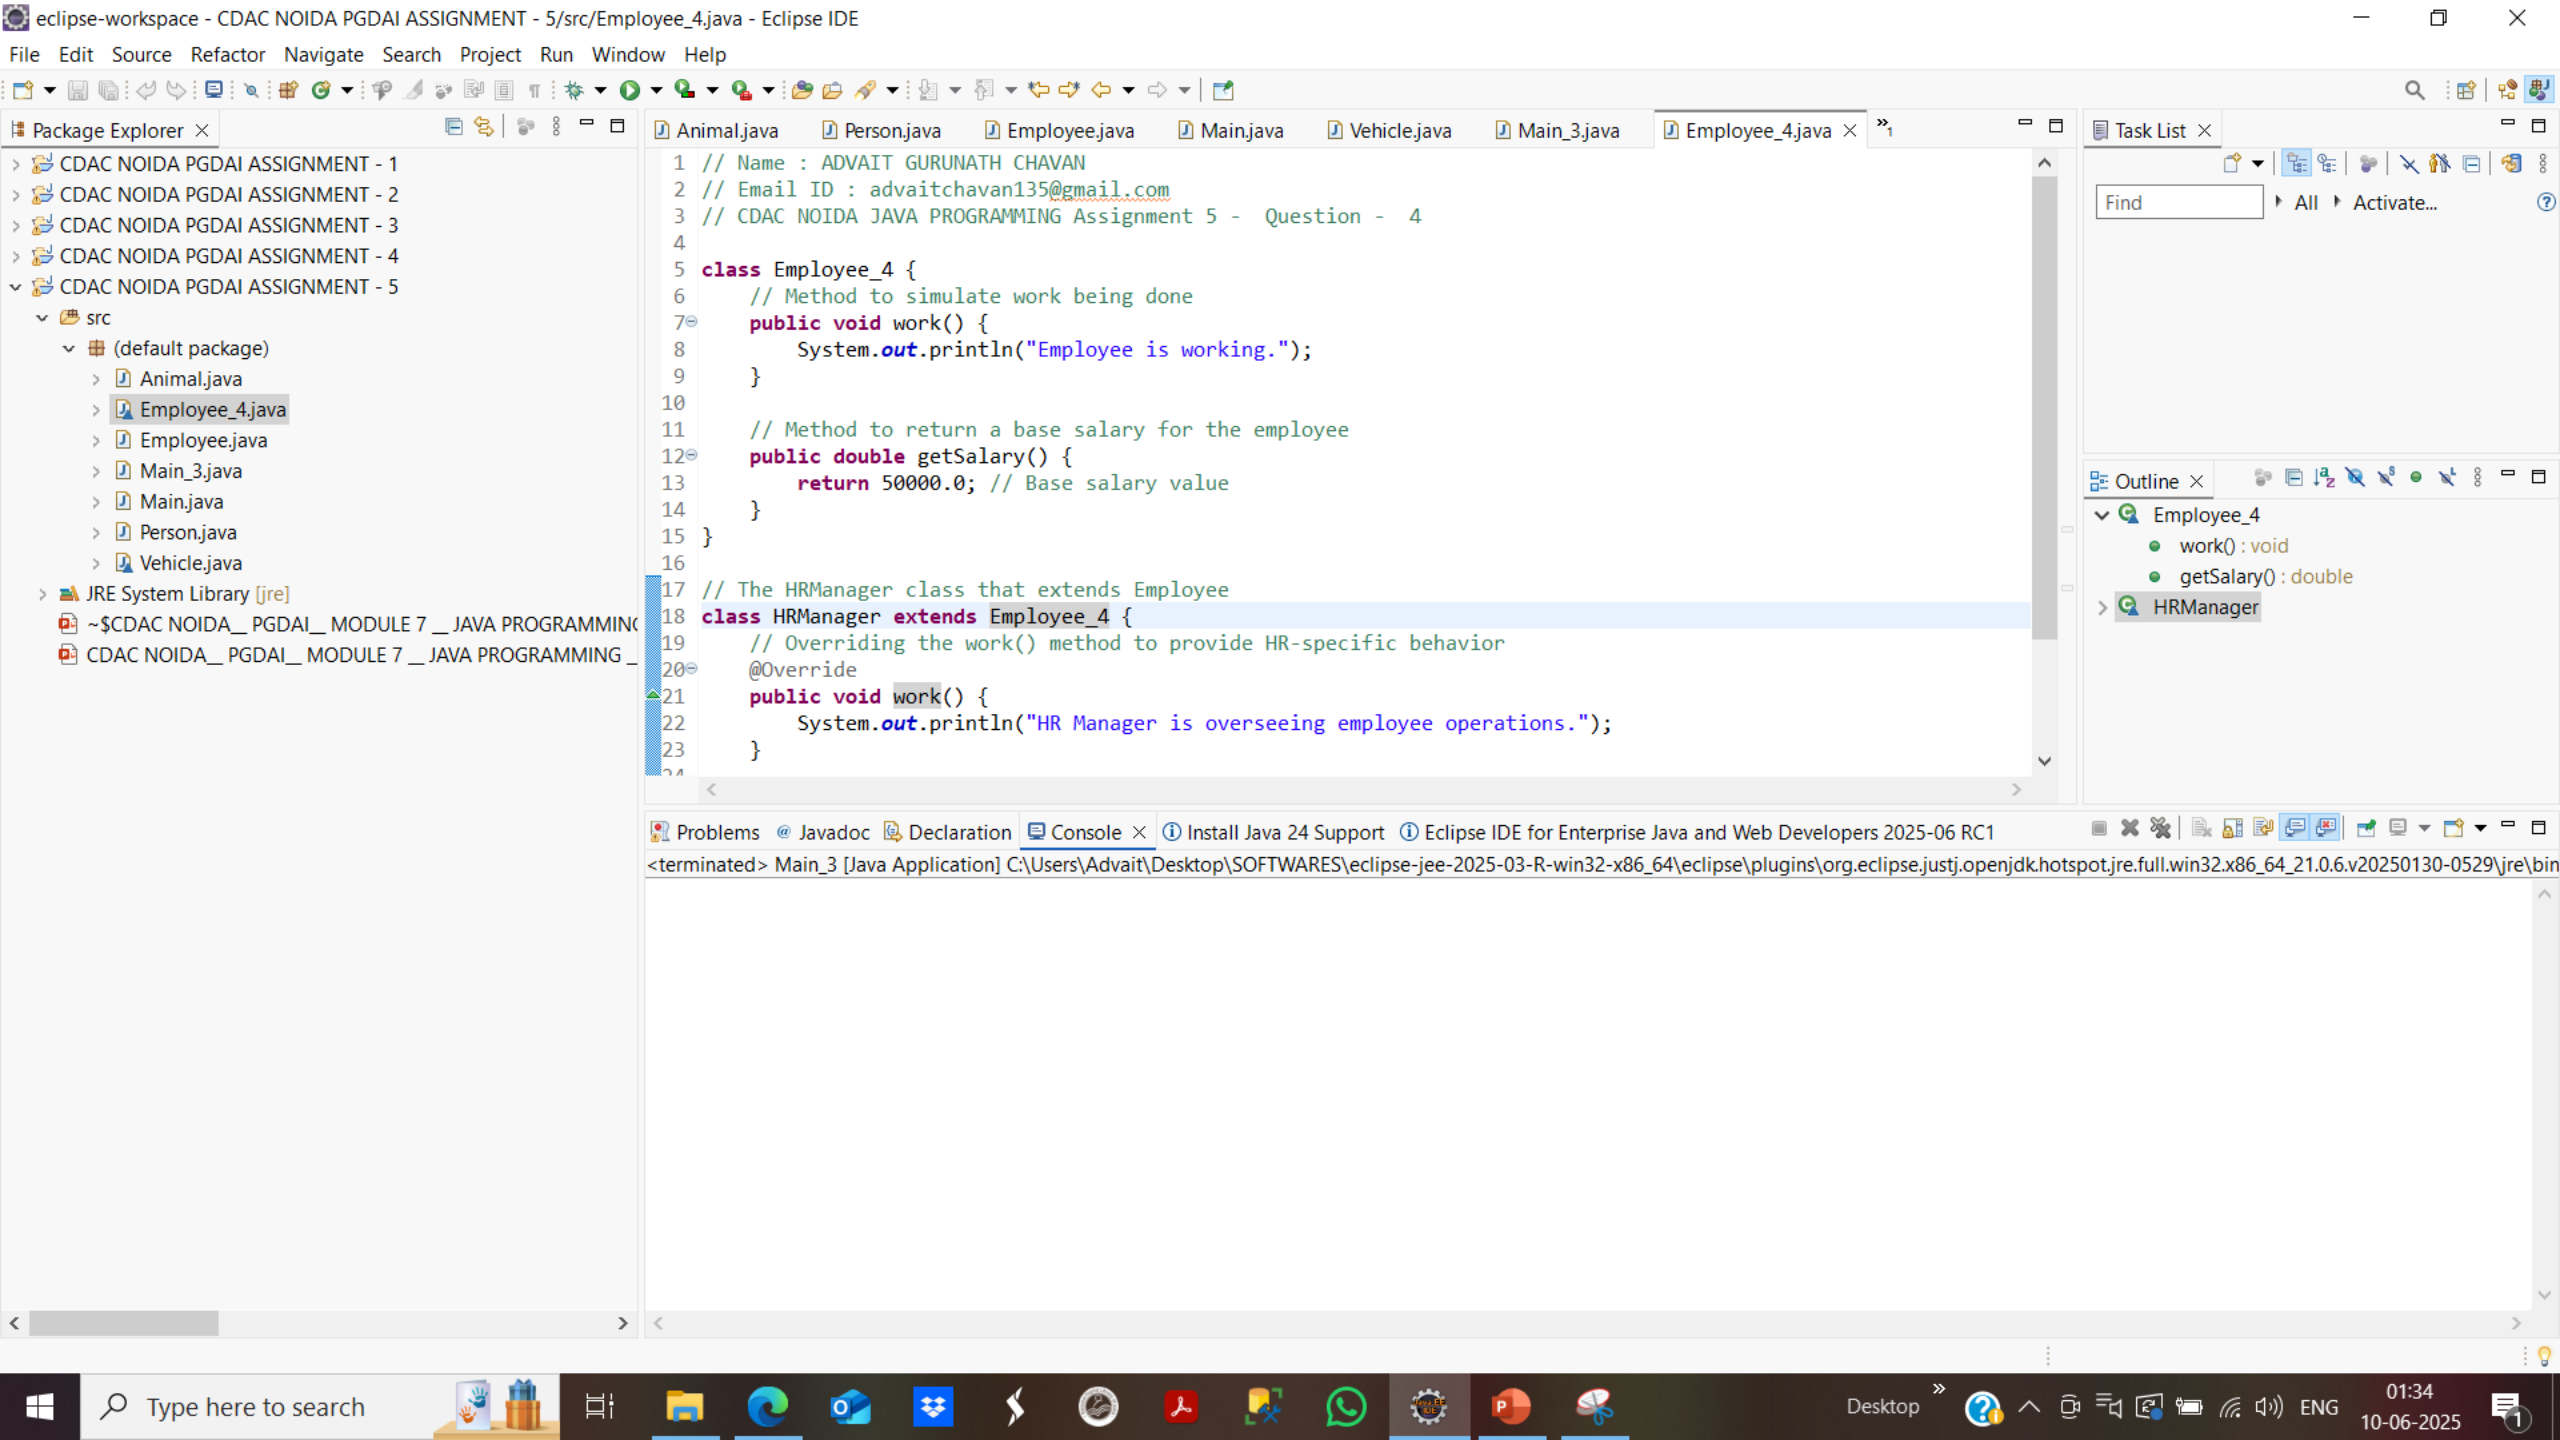 eclipse-workspace - CDAC NOIDA PGDAI ASSIGNMENT - 5/src/Employee_4.java - Eclipse IDE
File Edit Source Refactor Navigate Search Project Run Window Help
Package Explorer
CDAC NOIDA PGDAI ASSIGNMENT - 1
CDAC NOIDA PGDAI ASSIGNMENT - 2
CDAC NOIDA PGDAI ASSIGNMENT - 3
CDAC NOIDA PGDAI ASSIGNMENT - 4
CDAC NOIDA PGDAI ASSIGNMENT - 5
src
(default package)
Animal.java
Employee_4.java
Employee.java
Main_3.java
Main.java
Person.java
Vehicle.java
JRE System Library [jre]
~$CDAC NOIDA__ PGDAI__ MODULE 7 __ JAVA PROGRAMMING
CDAC NOIDA__ PGDAI__ MODULE 7 __ JAVA PROGRAMMING _
Animal.java Person.java Employee.java Main.java Vehicle.java Main_3.java Employee_4.java »1
1 // Name : ADVAIT GURUNATH CHAVAN
2 // Email ID : advaitchavan135@gmail.com
3 // CDAC NOIDA JAVA PROGRAMMING Assignment 5 -  Question -  4
4
5 class Employee_4 {
6     // Method to simulate work being done
7     public void work() {
8         System.out.println("Employee is working.");
9     }
10
11     // Method to return a base salary for the employee
12     public double getSalary() {
13         return 50000.0; // Base salary value
14     }
15 }
16
17 // The HRManager class that extends Employee
18 class HRManager extends Employee_4 {
19     // Overriding the work() method to provide HR-specific behavior
20     @Override
21     public void work() {
22         System.out.println("HR Manager is overseeing employee operations.");
23     }
24
Task List
Find All Activate...
Outline
Employee_4
work() : void
getSalary() : double
HRManager
Problems @ Javadoc Declaration Console Install Java 24 Support Eclipse IDE for Enterprise Java and Web Developers 2025-06 RC1
<terminated> Main_3 [Java Application] C:\Users\Advait\Desktop\SOFTWARES\eclipse-jee-2025-03-R-win32-x86_64\eclipse\plugins\org.eclipse.justj.openjdk.hotspot.jre.full.win32.x86_64_21.0.6.v20250130-0529\jre\bin
Type here to search
Desktop » ENG
01:34
10-06-2025
1